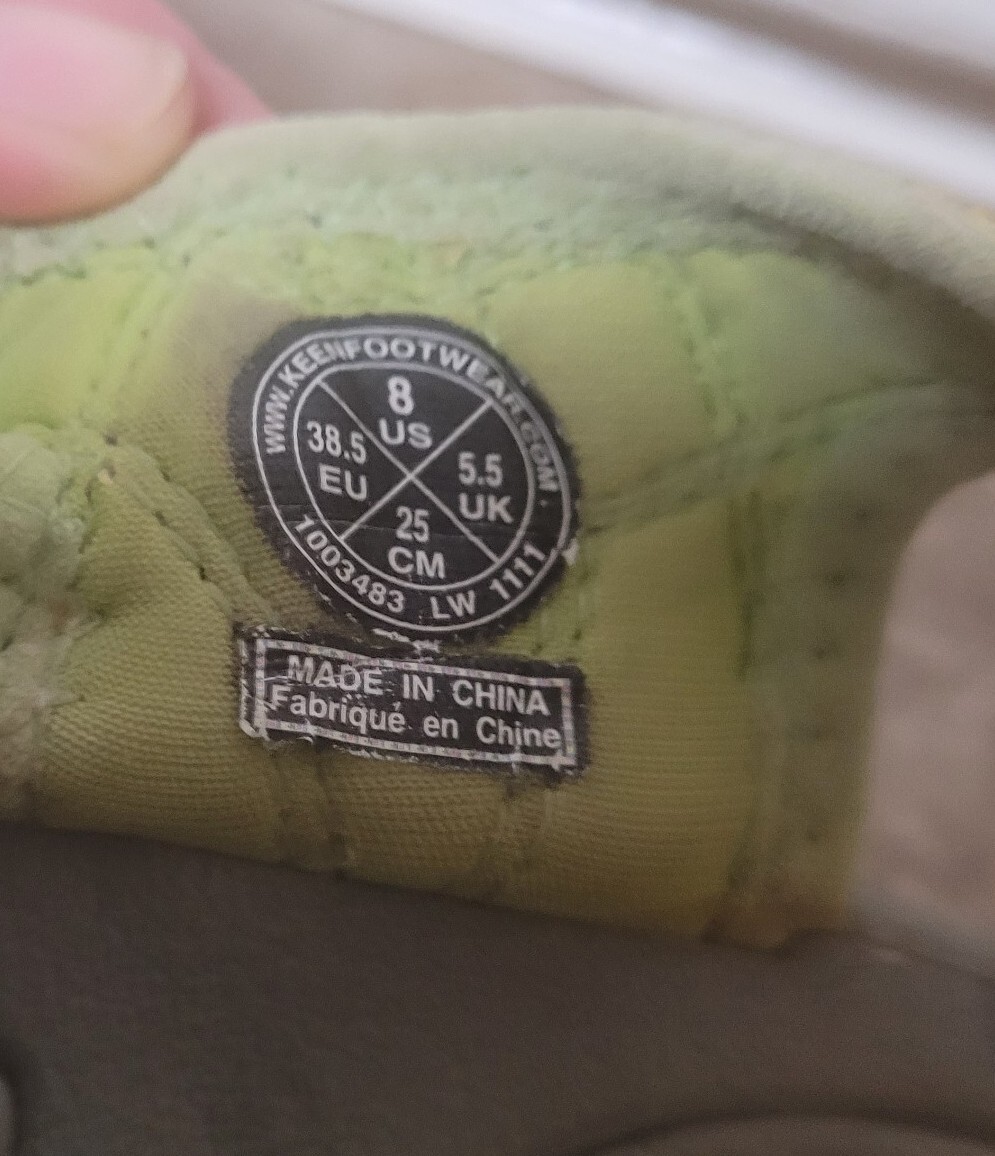 WWW.KEENFOOTWEAR.COM.
8
US
38.5
EU
5.5
UK
25
CM
1003483 LW 1111
MADE IN CHINA
Fabriqué en Chine